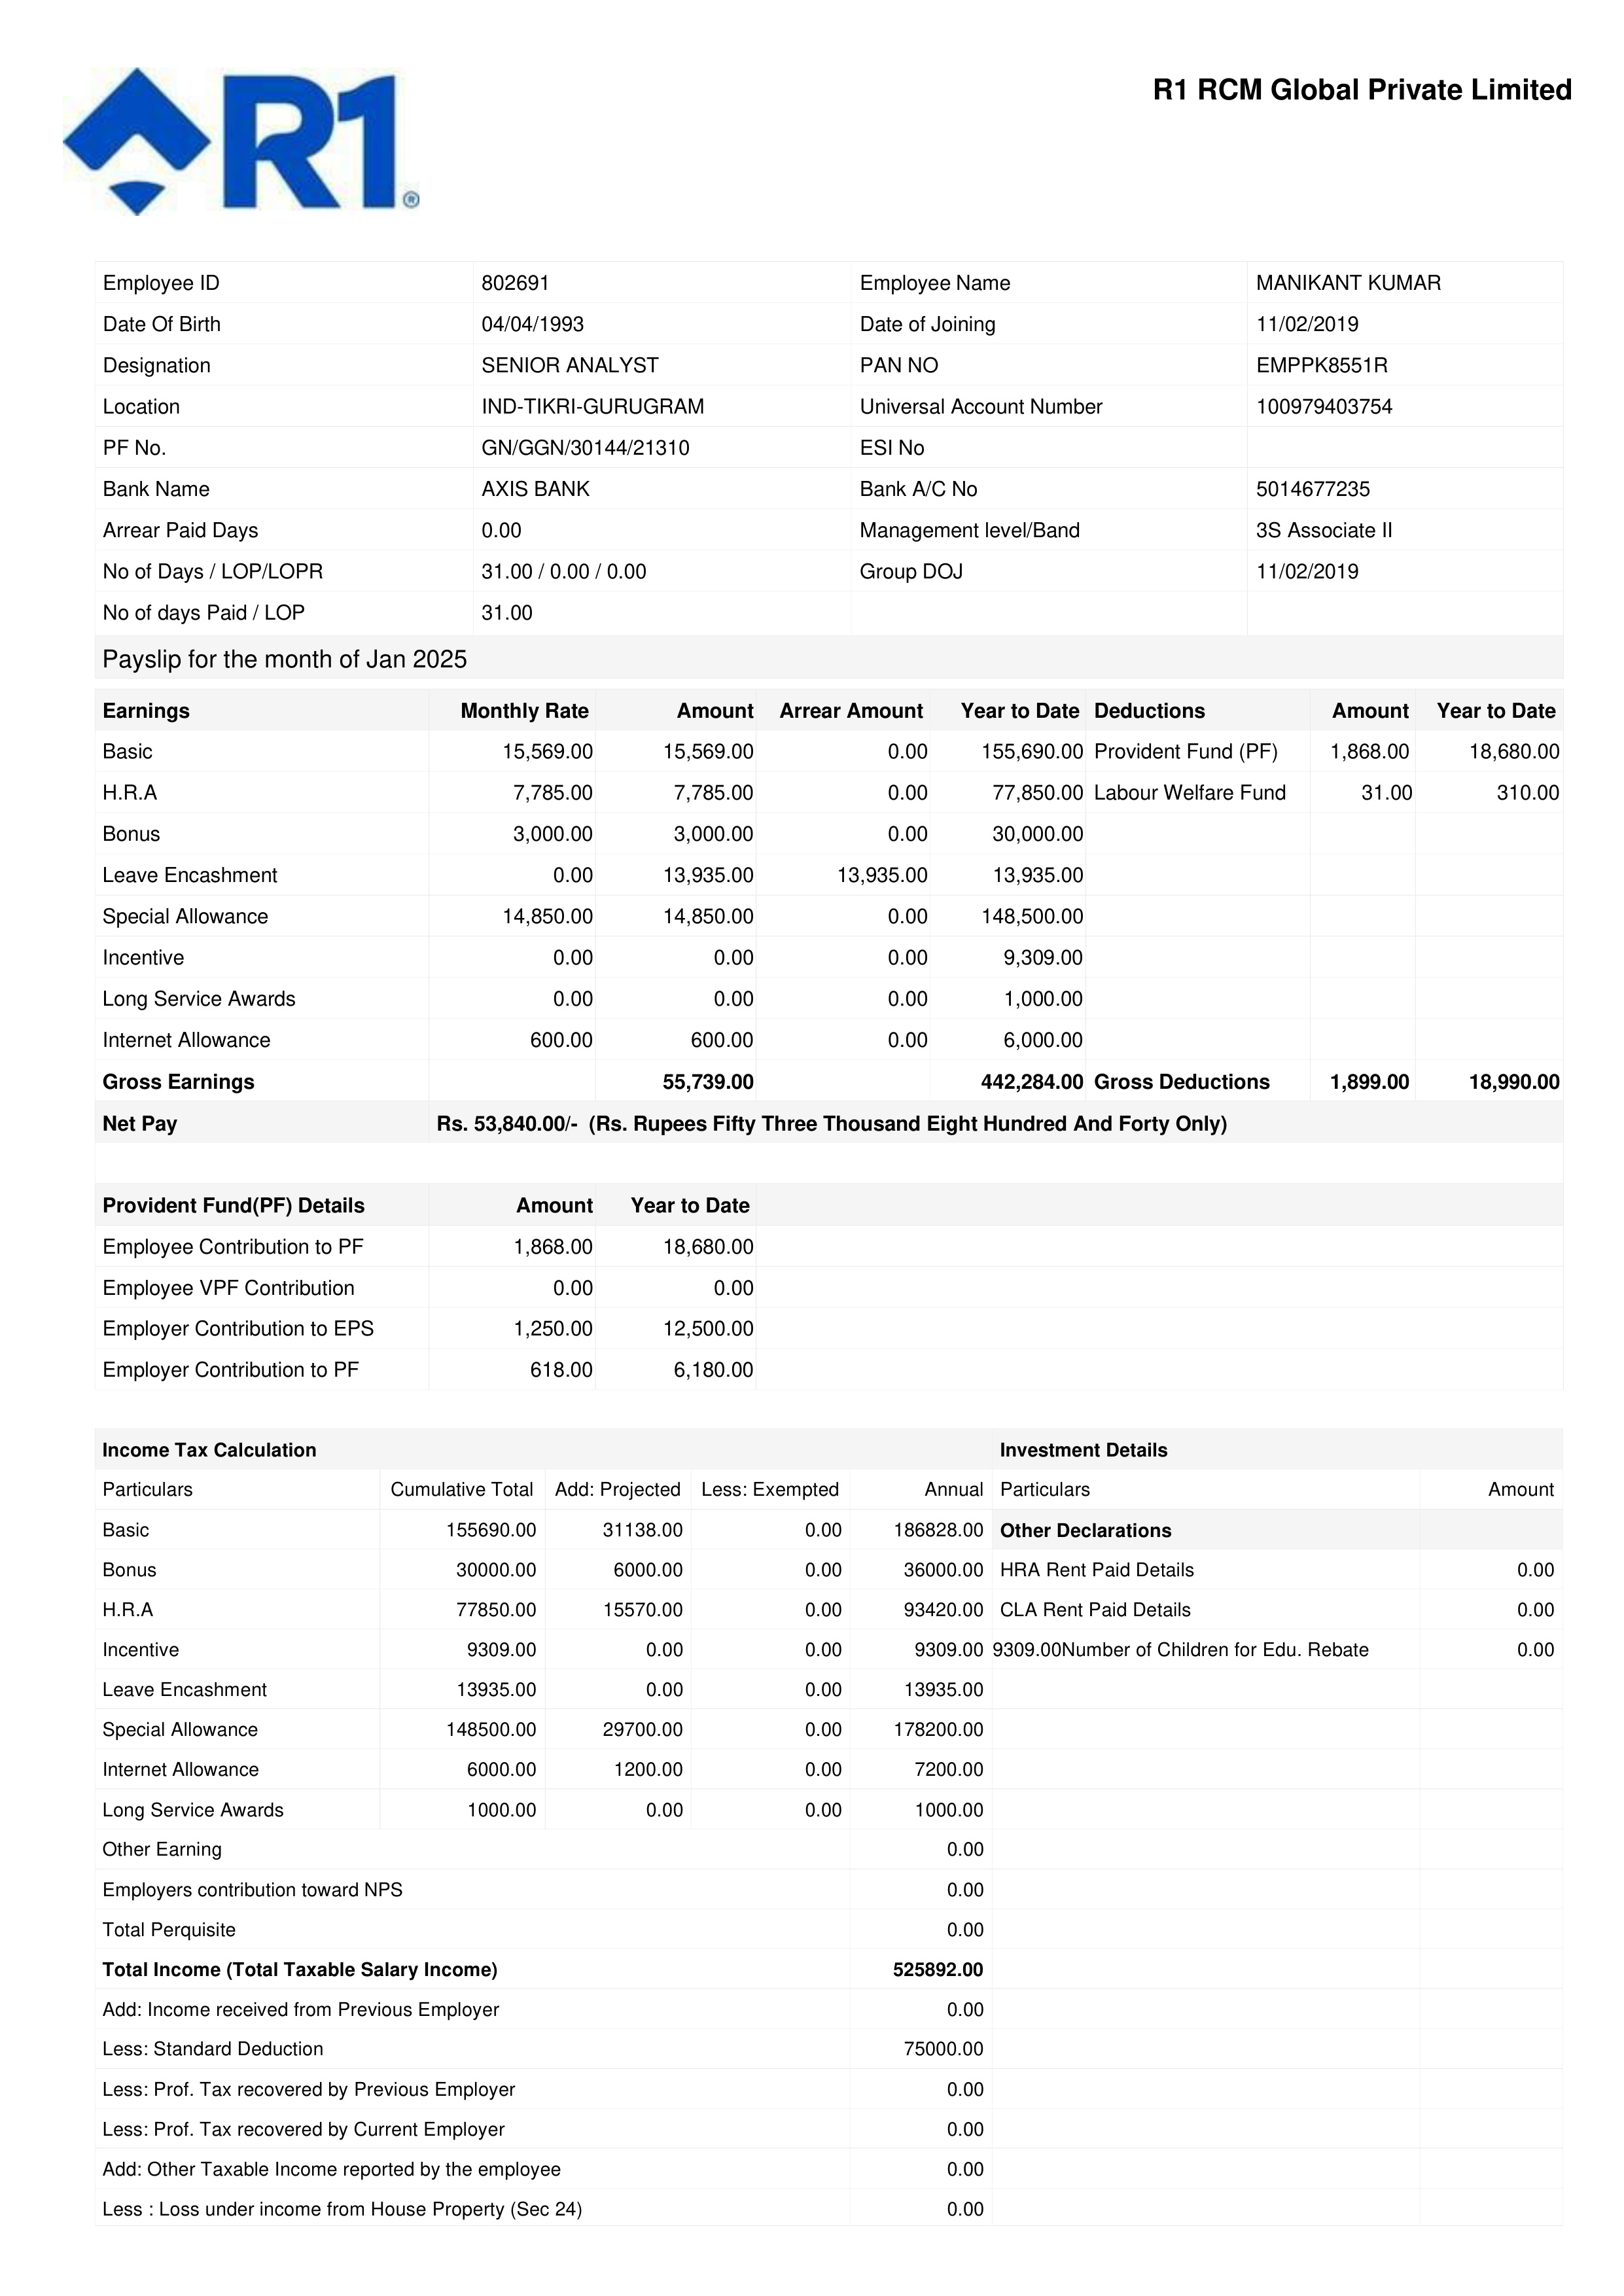 R1®
R1 RCM Global Private Limited
Employee ID 802691 Employee Name MANIKANT KUMAR
Date Of Birth 04/04/1993 Date of Joining 11/02/2019
Designation SENIOR ANALYST PAN NO EMPPK8551R
Location IND-TIKRI-GURUGRAM Universal Account Number 100979403754
PF No. GN/GGN/30144/21310 ESI No
Bank Name AXIS BANK Bank A/C No 5014677235
Arrear Paid Days 0.00 Management level/Band 3S Associate II
No of Days / LOP/LOPR 31.00 / 0.00 / 0.00 Group DOJ 11/02/2019
No of days Paid / LOP 31.00
Payslip for the month of Jan 2025
Earnings Monthly Rate Amount Arrear Amount Year to Date Deductions Amount Year to Date
Basic 15,569.00 15,569.00 0.00 155,690.00 Provident Fund (PF) 1,868.00 18,680.00
H.R.A 7,785.00 7,785.00 0.00 77,850.00 Labour Welfare Fund 31.00 310.00
Bonus 3,000.00 3,000.00 0.00 30,000.00
Leave Encashment 0.00 13,935.00 13,935.00 13,935.00
Special Allowance 14,850.00 14,850.00 0.00 148,500.00
Incentive 0.00 0.00 0.00 9,309.00
Long Service Awards 0.00 0.00 0.00 1,000.00
Internet Allowance 600.00 600.00 0.00 6,000.00
Gross Earnings 55,739.00 442,284.00 Gross Deductions 1,899.00 18,990.00
Net Pay Rs. 53,840.00/- (Rs. Rupees Fifty Three Thousand Eight Hundred And Forty Only)
Provident Fund(PF) Details Amount Year to Date
Employee Contribution to PF 1,868.00 18,680.00
Employee VPF Contribution 0.00 0.00
Employer Contribution to EPS 1,250.00 12,500.00
Employer Contribution to PF 618.00 6,180.00
Income Tax Calculation Investment Details
Particulars Cumulative Total Add: Projected Less: Exempted Annual Particulars Amount
Basic 155690.00 31138.00 0.00 186828.00 Other Declarations
Bonus 30000.00 6000.00 0.00 36000.00 HRA Rent Paid Details 0.00
H.R.A 77850.00 15570.00 0.00 93420.00 CLA Rent Paid Details 0.00
Incentive 9309.00 0.00 0.00 9309.00 9309.00Number of Children for Edu. Rebate 0.00
Leave Encashment 13935.00 0.00 0.00 13935.00
Special Allowance 148500.00 29700.00 0.00 178200.00
Internet Allowance 6000.00 1200.00 0.00 7200.00
Long Service Awards 1000.00 0.00 0.00 1000.00
Other Earning 0.00
Employers contribution toward NPS 0.00
Total Perquisite 0.00
Total Income (Total Taxable Salary Income) 525892.00
Add: Income received from Previous Employer 0.00
Less: Standard Deduction 75000.00
Less: Prof. Tax recovered by Previous Employer 0.00
Less: Prof. Tax recovered by Current Employer 0.00
Add: Other Taxable Income reported by the employee 0.00
Less : Loss under income from House Property (Sec 24) 0.00